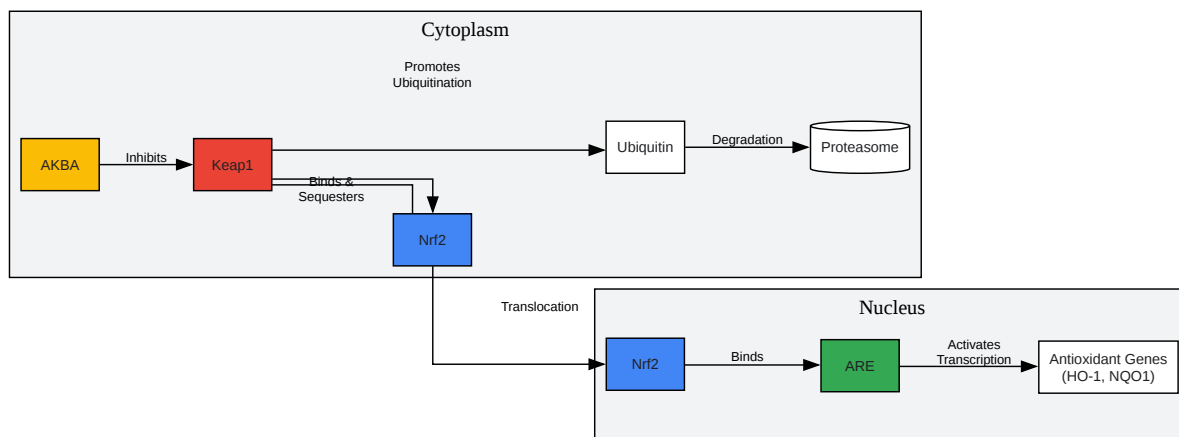 Cytoplasm
Promotes
Ubiquitination
AKBA
Inhibits
Keap1
Ubiquitin
Degradation
Proteasome
Binds &
Sequesters
Nrf2
Translocation
Nucleus
Nrf2
Binds
ARE
Activates
Transcription
Antioxidant Genes
(HO-1, NQO1)